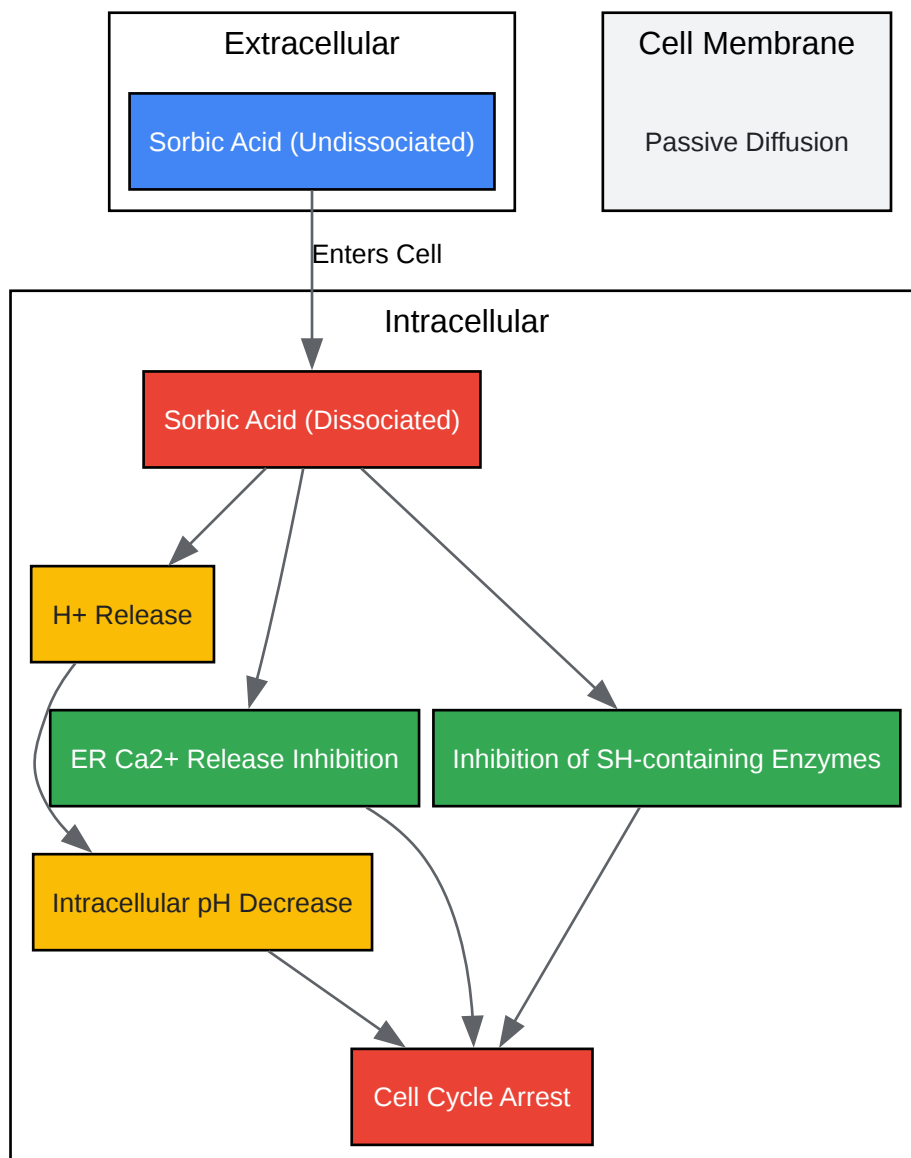 Extracellular
Sorbic Acid (Undissociated)
Cell Membrane
Passive Diffusion
Enters Cell
Intracellular
Sorbic Acid (Dissociated)
H+ Release
ER Ca2+ Release Inhibition
Inhibition of SH-containing Enzymes
Intracellular pH Decrease
Cell Cycle Arrest